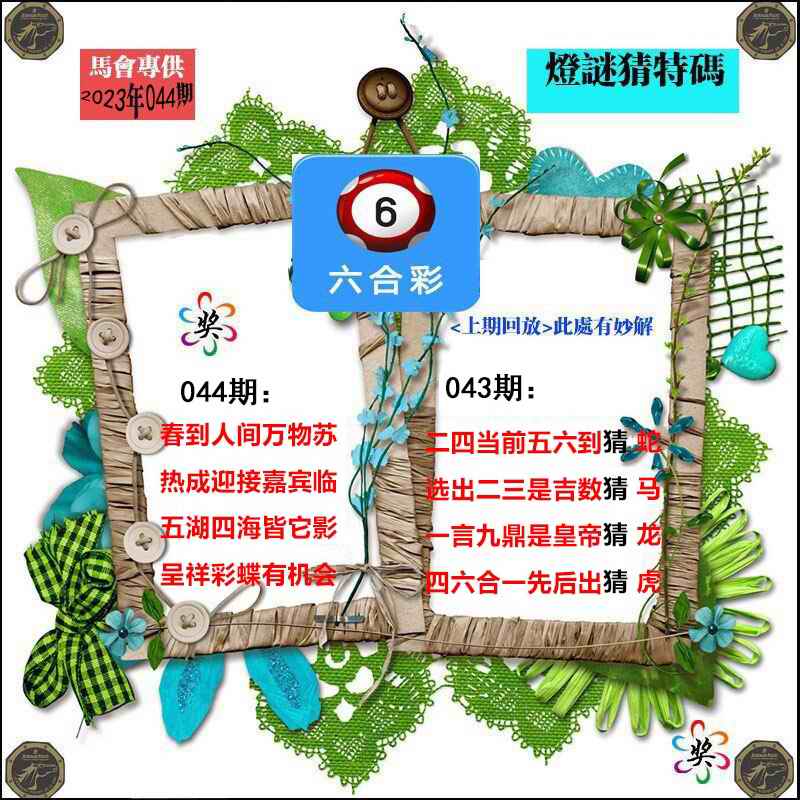 馬會專供
2023年044期
燈謎猜特碼
6
六合彩
奖
<上期回放>此處有妙解
044期：
春到人间万物苏
热成迎接嘉宾临
五湖四海皆它影
呈祥彩蝶有机会
043期：
二四当前五六到猜 蛇
选出二三是吉数猜 马
一言九鼎是皇帝猜 龙
四六合一先后出猜 虎
奖